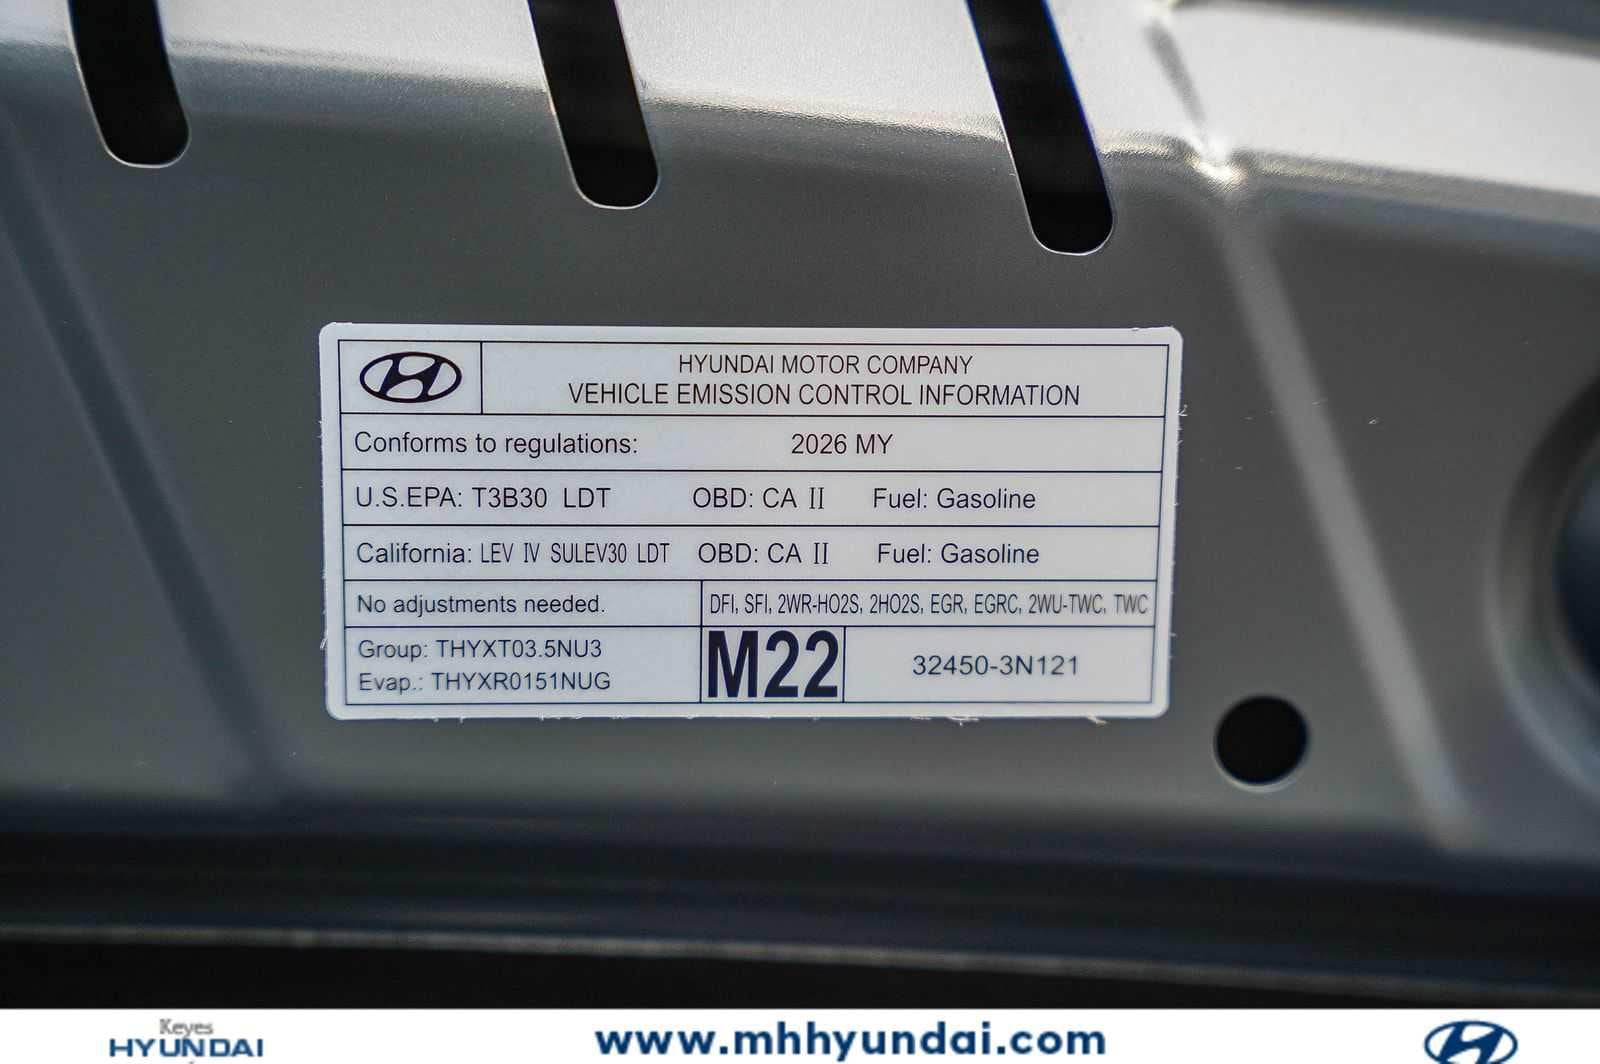 HYUNDAI MOTOR COMPANY
VEHICLE EMISSION CONTROL INFORMATION
Conforms to regulations: 2026 MY
U.S.EPA: T3B30 LDT OBD: CA II Fuel: Gasoline
California: LEV IV SULEV30 LDT OBD: CA II Fuel: Gasoline
No adjustments needed. DFI, SFI, 2WR-HO2S, 2HO2S, EGR, EGRC, 2WU-TWC, TWC
Group: THYXT03.5NU3
Evap.: THYXR0151NUG
M22 32450-3N121
Keyes
HYUNDAI
www.mhhyundai.com